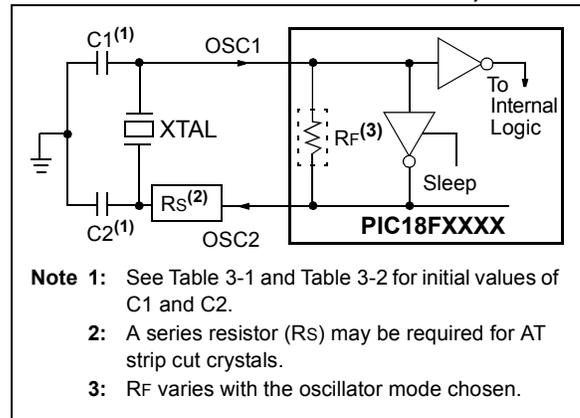 C1(1)
OSC1
To
Internal
Logic
XTAL
RF(3)
Sleep
RS(2)
C2(1)
OSC2
PIC18FXXXX
Note 1: See Table 3-1 and Table 3-2 for initial values of
C1 and C2.
2: A series resistor (RS) may be required for AT
strip cut crystals.
3: RF varies with the oscillator mode chosen.